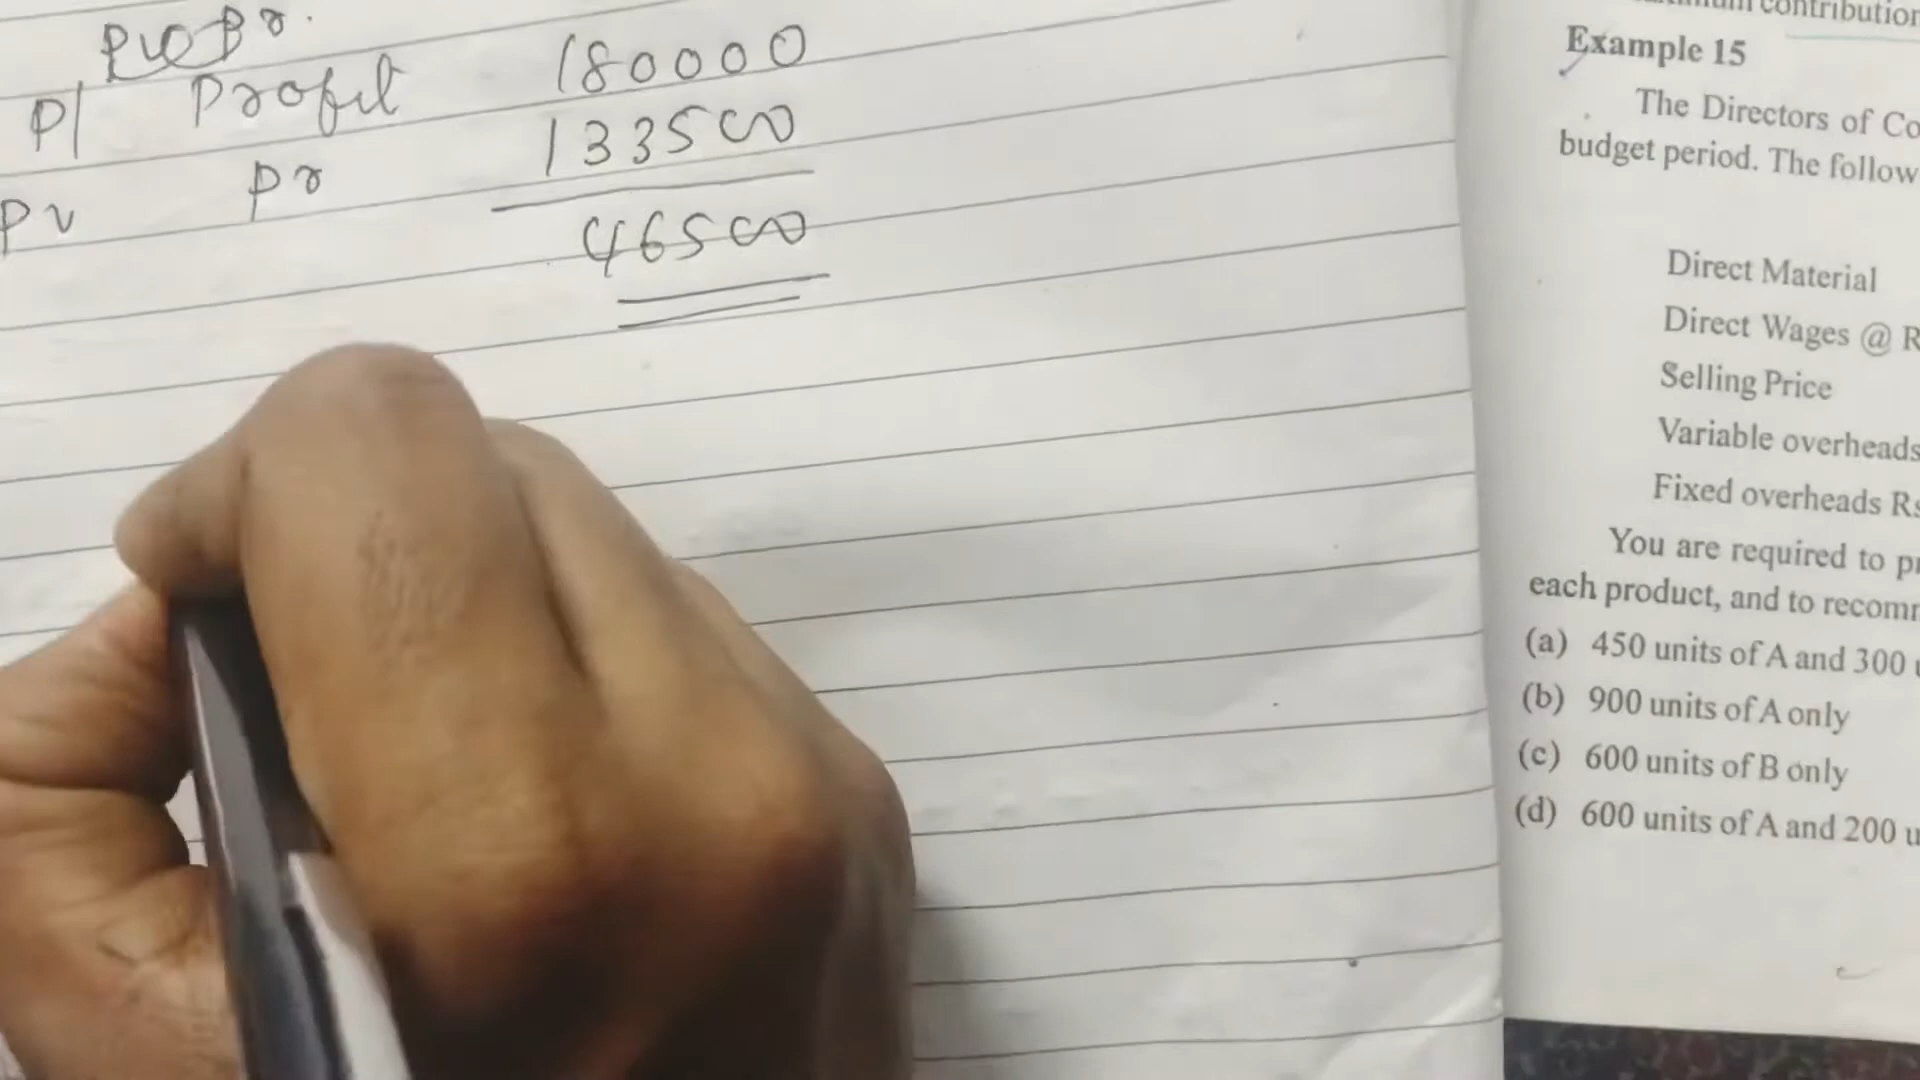 Pl Profit 180000
Pv Pr 133500
46500
contribution
Example 15
The Directors of Co
budget period. The follow
Direct Material
Direct Wages @ R
Selling Price
Variable overheads
Fixed overheads Rs
You are required to pr
each product, and to recom
(a) 450 units of A and 300 u
(b) 900 units of A only
(c) 600 units of B only
(d) 600 units of A and 200 u